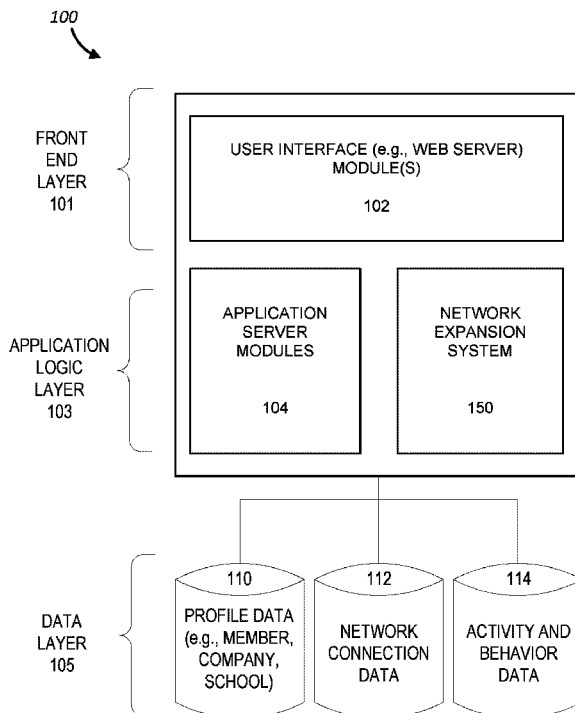 100
FRONT
END
LAYER
101
USER INTERFACE (e.g., WEB SERVER)
MODULE(S)
102
APPLICATION
LOGIC
LAYER
103
APPLICATION
SERVER
MODULES
104
NETWORK
EXPANSION
SYSTEM
150
DATA
LAYER
105
110
PROFILE DATA
(e.g., MEMBER,
COMPANY,
SCHOOL)
112
NETWORK
CONNECTION
DATA
114
ACTIVITY AND
BEHAVIOR
DATA